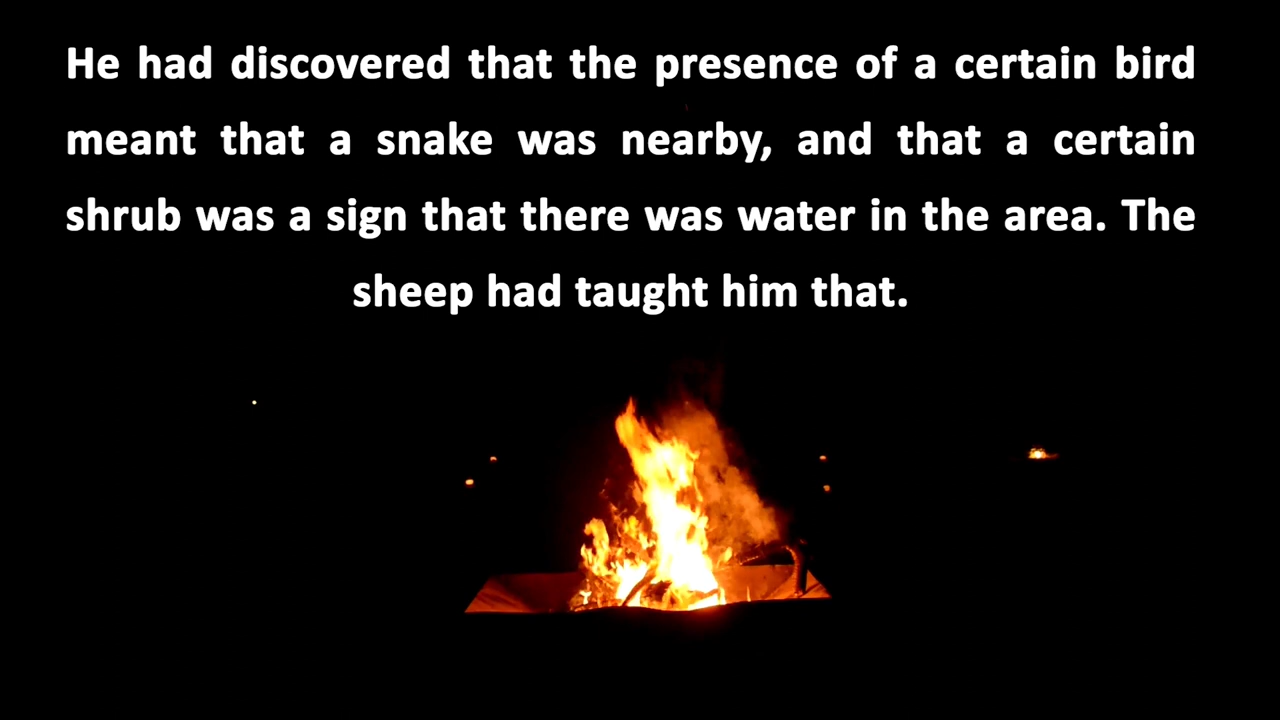 He had discovered that the presence of a certain bird
meant that a snake was nearby, and that a certain
shrub was a sign that there was water in the area. The
sheep had taught him that.